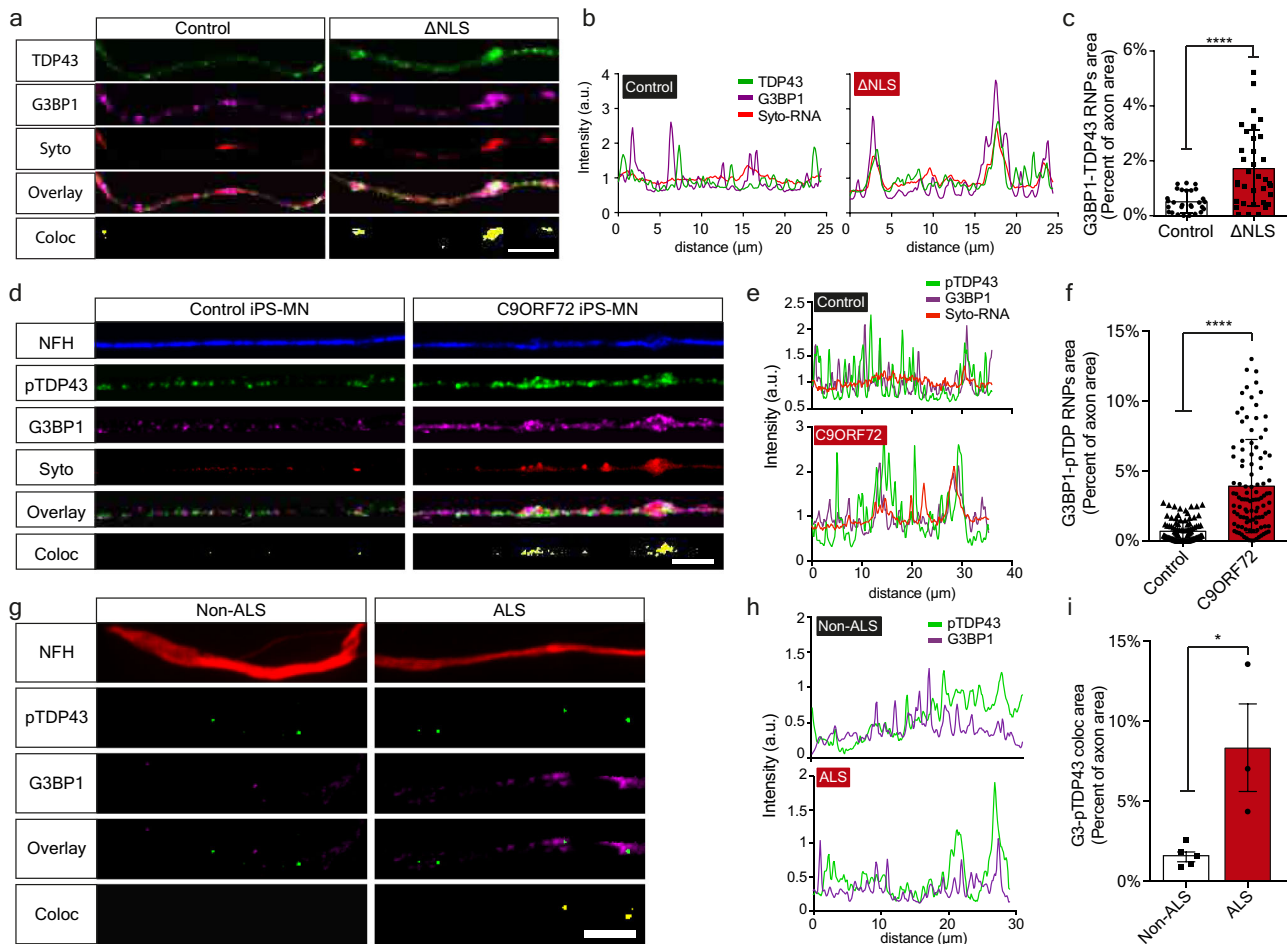 a
Control
ΔNLS
TDP43
G3BP1
Syto
Overlay
Coloc
b
Control
TDP43
G3BP1
Syto-RNA
ΔNLS
Intensity (a.u.)
4
3
2
1
0
0 5 10 15 20 25
0 5 10 15 20 25
distance (µm)
distance (µm)
c
****
G3BP1-TDP43 RNPs area
(Percent of axon area)
6%
4%
2%
0%
Control
ΔNLS
d
Control iPS-MN
C9ORF72 iPS-MN
NFH
pTDP43
G3BP1
Syto
Overlay
Coloc
e
Control
pTDP43
G3BP1
Syto-RNA
Intensity (a.u.)
2.5
2
1.5
1
0.5
C9ORF72
3
2
1
0
0 10 20 30 40
distance (µm)
f
****
G3BP1-pTDP RNPs area
(Percent of axon area)
15%
10%
5%
0%
Control
C9ORF72
g
Non-ALS
ALS
NFH
pTDP43
G3BP1
Overlay
Coloc
h
Non-ALS
pTDP43
G3BP1
Intensity (a.u.)
2
1.5
1
0.5
0
ALS
2
1.5
1
0.5
0
0 10 20 30
distance (µm)
i
*
G3-pTDP43 coloc area
(Percent of axon area)
15%
10%
5%
0%
Non-ALS
ALS